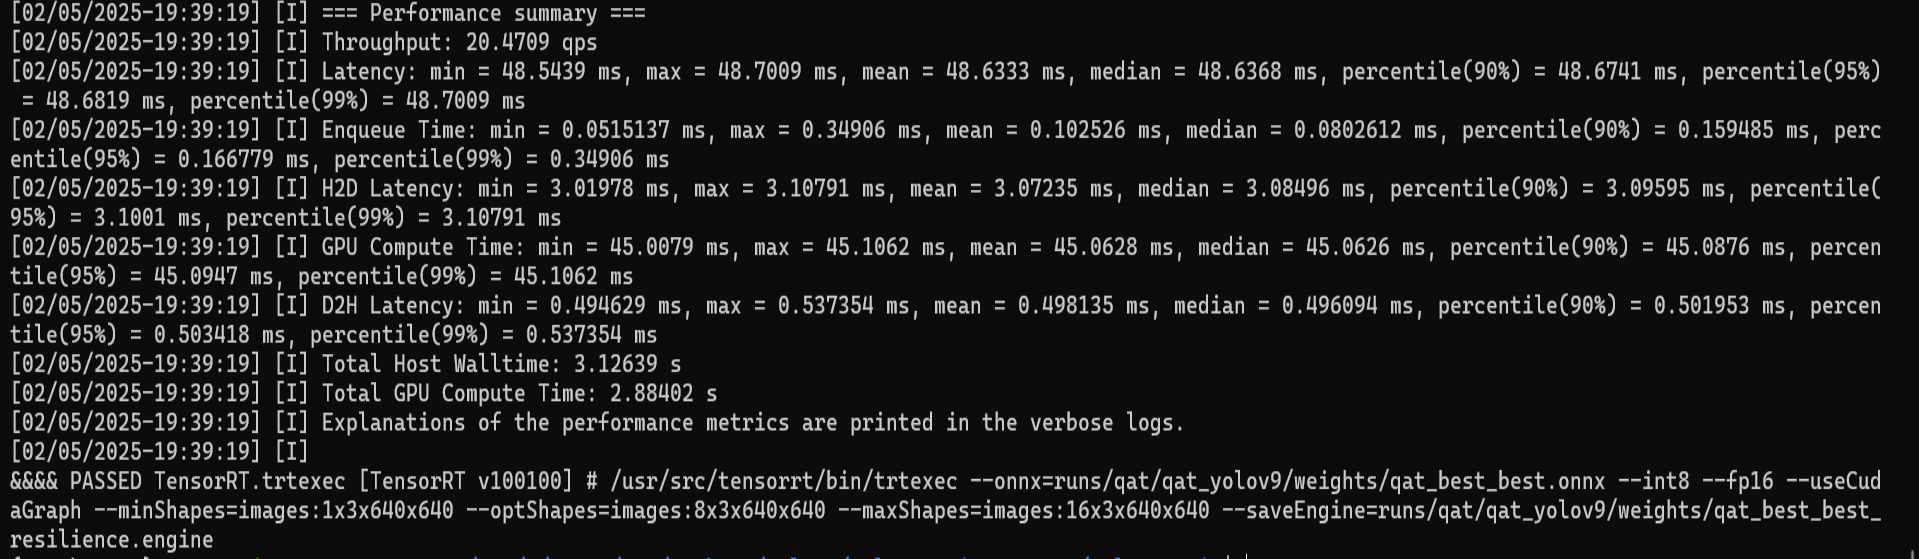 [02/05/2025-19:39:19] [I] === Performance summary ===
[02/05/2025-19:39:19] [I] Throughput: 20.4709 qps
[02/05/2025-19:39:19] [I] Latency: min = 48.5439 ms, max = 48.7009 ms, mean = 48.6333 ms, median = 48.6368 ms, percentile(90%) = 48.6741 ms, percentile(95%)
 = 48.6819 ms, percentile(99%) = 48.7009 ms
[02/05/2025-19:39:19] [I] Enqueue Time: min = 0.0515137 ms, max = 0.34906 ms, mean = 0.102526 ms, median = 0.0802612 ms, percentile(90%) = 0.159485 ms, perc
entile(95%) = 0.166779 ms, percentile(99%) = 0.34906 ms
[02/05/2025-19:39:19] [I] H2D Latency: min = 3.01978 ms, max = 3.10791 ms, mean = 3.07235 ms, median = 3.08496 ms, percentile(90%) = 3.09595 ms, percentile(
95%) = 3.1001 ms, percentile(99%) = 3.10791 ms
[02/05/2025-19:39:19] [I] GPU Compute Time: min = 45.0079 ms, max = 45.1062 ms, mean = 45.0628 ms, median = 45.0626 ms, percentile(90%) = 45.0876 ms, percen
tile(95%) = 45.0947 ms, percentile(99%) = 45.1062 ms
[02/05/2025-19:39:19] [I] D2H Latency: min = 0.494629 ms, max = 0.537354 ms, mean = 0.498135 ms, median = 0.496094 ms, percentile(90%) = 0.501953 ms, percen
tile(95%) = 0.503418 ms, percentile(99%) = 0.537354 ms
[02/05/2025-19:39:19] [I] Total Host Walltime: 3.12639 s
[02/05/2025-19:39:19] [I] Total GPU Compute Time: 2.88402 s
[02/05/2025-19:39:19] [I] Explanations of the performance metrics are printed in the verbose logs.
[02/05/2025-19:39:19] [I]
&&&& PASSED TensorRT.trtexec [TensorRT v100100] # /usr/src/tensorrt/bin/trtexec --onnx=runs/qat/qat_yolov9/weights/qat_best_best.onnx --int8 --fp16 --useCud
aGraph --minShapes=images:1x3x640x640 --optShapes=images:8x3x640x640 --maxShapes=images:16x3x640x640 --saveEngine=runs/qat/qat_yolov9/weights/qat_best_best_
resilience.engine